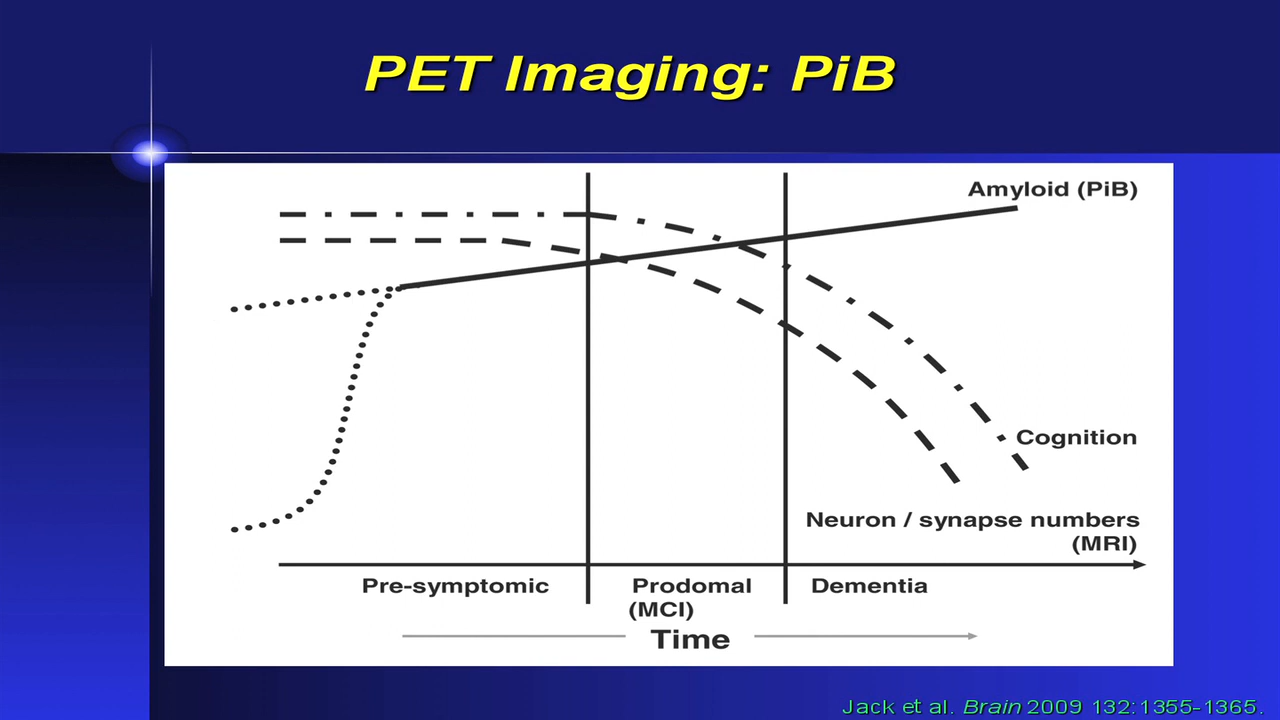 PET Imaging: PiB
Amyloid (PiB)
Cognition
Neuron / synapse numbers
(MRI)
Pre-symptomic
Prodomal
(MCI)
Dementia
Time
Jack et al. Brain 2009 132:1355-1365.